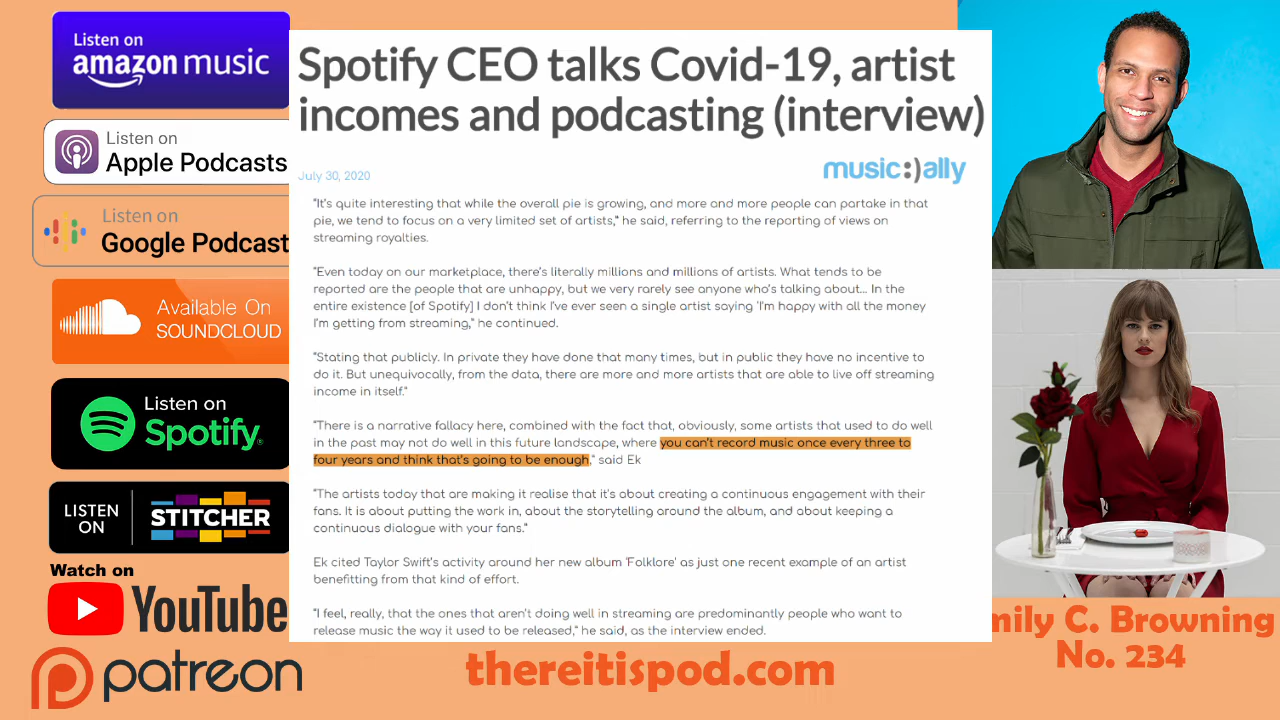 Listen on
amazon music
Listen on
Apple Podcasts
Listen on
Google Podcast
Available On
SOUNDCLOUD
Listen on
Spotify
LISTEN
ON
STITCHER
Watch on
YouTube
patreon
Spotify CEO talks Covid-19, artist
incomes and podcasting (interview)
July 30, 2020
music:)ally
"It's quite interesting that while the overall pie is growing, and more and more people can partake in that
pie, we tend to focus on a very limited set of artists," he said, referring to the reporting of views on
streaming royalties.
"Even today on our marketplace, there's literally millions and millions of artists. What tends to be
reported are the people that are unhappy, but we very rarely see anyone who's talking about... In the
entire existence [of Spotify] I don't think I've ever seen a single artist saying 'I'm happy with all the money
I'm getting from streaming," he continued.
"Stating that publicly. In private they have done that many times, but in public they have no incentive to
do it. But unequivocally, from the data, there are more and more artists that are able to live off streaming
income in itself."
"There is a narrative fallacy here, combined with the fact that, obviously, some artists that used to do well
in the past may not do well in this future landscape, where you can't record music once every three to
four years and think that's going to be enough," said Ek
"The artists today that are making it realise that it's about creating a continuous engagement with their
fans. It is about putting the work in, about the storytelling around the album, and about keeping a
continuous dialogue with your fans."
Ek cited Taylor Swift's activity around her new album 'Folklore' as just one recent example of an artist
benefitting from that kind of effort.
"I feel, really, that the ones that aren't doing well in streaming are predominantly people who want to
release music the way it used to be released," he said, as the interview ended.
thereitispod.com
mily C. Browning
No. 234